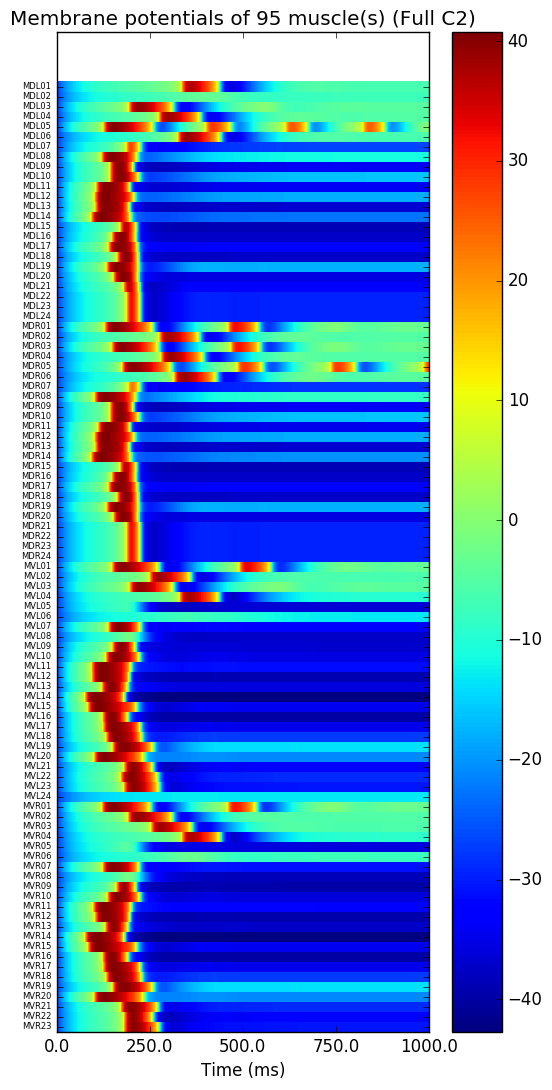 Membrane potentials of 95 muscle(s) (Full C2)
MDL01
MDL02
MDL03
MDL04
MDL05
MDL06
MDL07
MDL08
MDL09
MDL10
MDL11
MDL12
MDL13
MDL14
MDL15
MDL16
MDL17
MDL18
MDL19
MDL20
MDL21
MDL22
MDL23
MDL24
MDR01
MDR02
MDR03
MDR04
MDR05
MDR06
MDR07
MDR08
MDR09
MDR10
MDR11
MDR12
MDR13
MDR14
MDR15
MDR16
MDR17
MDR18
MDR19
MDR20
MDR21
MDR22
MDR23
MDR24
MVL01
MVL02
MVL03
MVL04
MVL05
MVL06
MVL07
MVL08
MVL09
MVL10
MVL11
MVL12
MVL13
MVL14
MVL15
MVL16
MVL17
MVL18
MVL19
MVL20
MVL21
MVL22
MVL23
MVL24
MVR01
MVR02
MVR03
MVR04
MVR05
MVR06
MVR07
MVR08
MVR09
MVR10
MVR11
MVR12
MVR13
MVR14
MVR15
MVR16
MVR17
MVR18
MVR19
MVR20
MVR21
MVR22
MVR23
0.0 250.0 500.0 750.0 1000.0
Time (ms)
40
30
20
10
0
−10
−20
−30
−40